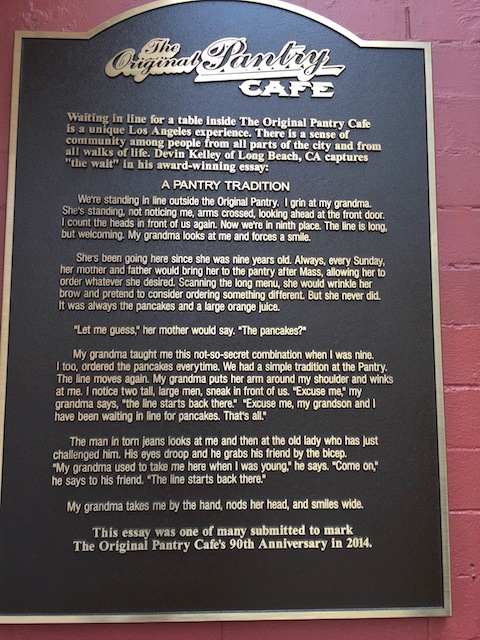 The
Original Pantry
CAFE
Waiting in line for a table inside The Original Pantry Cafe
is a unique Los Angeles experience. There is a sense of
community among people from all parts of the city and from
all walks of life. Devin Kelley of Long Beach, CA captures
"the wait" in his award-winning essay:
A PANTRY TRADITION
We're standing in line outside the Original Pantry. I grin at my grandma.
She's standing, not noticing me, arms crossed, looking ahead at the front door.
I count the heads in front of us again. Now we're in ninth place. The line is long,
but welcoming. My grandma looks at me and forces a smile.
She's been going here since she was nine years old. Always, every Sunday,
her mother and father would bring her to the pantry after Mass, allowing her to
order whatever she desired. Scanning the long menu, she would wrinkle her
brow and pretend to consider ordering something different. But she never did.
It was always the pancakes and a large orange juice.
"Let me guess," her mother would say. "The pancakes?"
My grandma taught me this not-so-secret combination when I was nine.
I too, ordered the pancakes everytime. We had a simple tradition at the Pantry.
The line moves again. My grandma puts her arm around my shoulder and winks
at me. I notice two tall, large men, sneak in front of us. "Excuse me," my
grandma says, "the line starts back there." "Excuse me, my grandson and I
have been waiting in line for pancakes. That's all."
The man in torn jeans looks at me and then at the old lady who has just
challenged him. His eyes droop and he grabs his friend by the bicep.
"My grandma used to take me here when I was young," he says. "Come on,"
he says to his friend. "The line starts back there."
My grandma takes me by the hand, nods her head, and smiles wide.
This essay was one of many submitted to mark
The Original Pantry Cafe's 90th Anniversary in 2014.